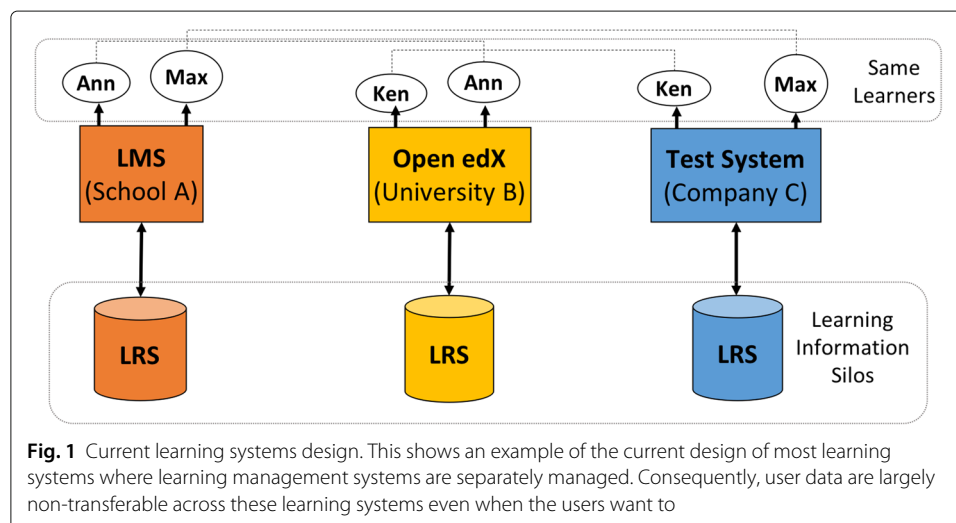 Ann
Max
Ken
Ann
Ken
Max
Same
Learners
LMS
(School A)
Open edX
(University B)
Test System
(Company C)
LRS
LRS
LRS
Learning
Information
Silos
Fig. 1 Current learning systems design. This shows an example of the current design of most learning
systems where learning management systems are separately managed. Consequently, user data are largely
non-transferable across these learning systems even when the users want to